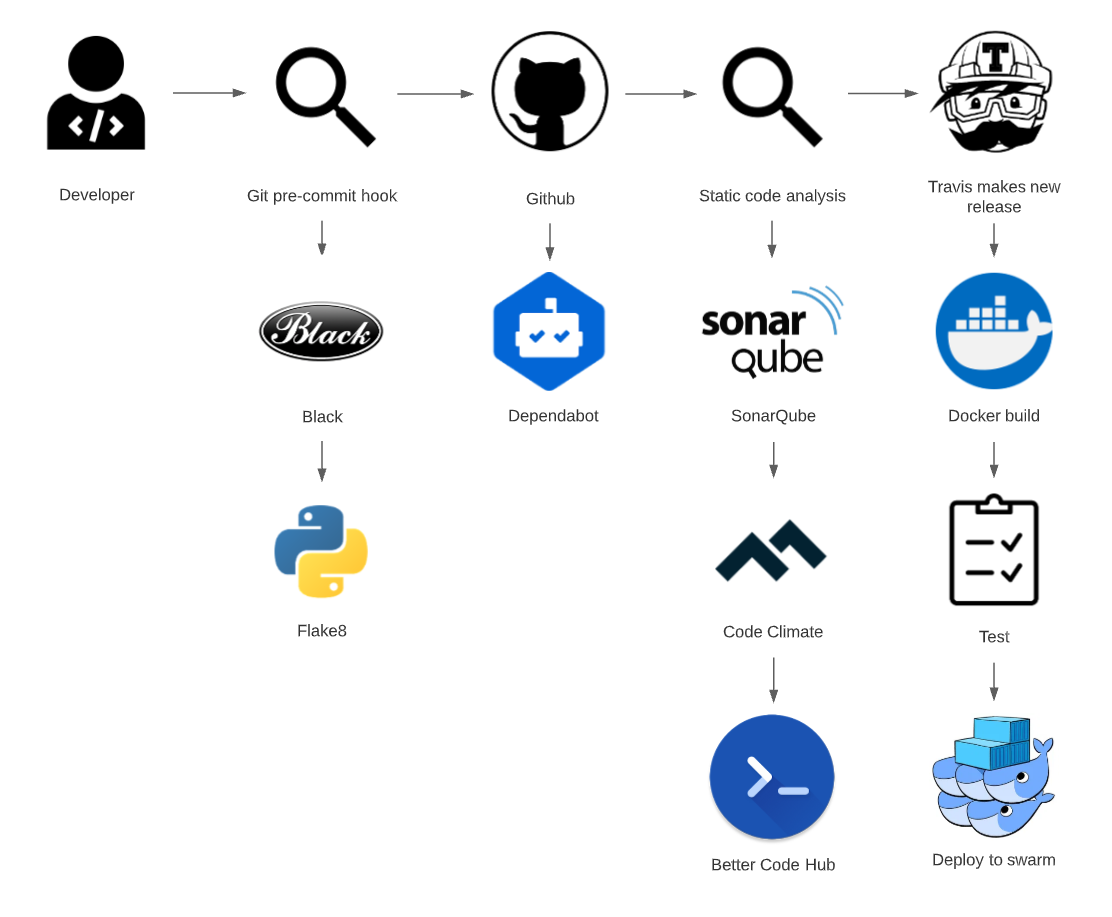 </>
T
Developer
Git pre-commit hook
Github
Static code analysis
Travis makes new
release
Black
sonar
qube
Black
Dependabot
SonarQube
Docker build
Flake8
Code Climate
Test
Better Code Hub
Deploy to swarm